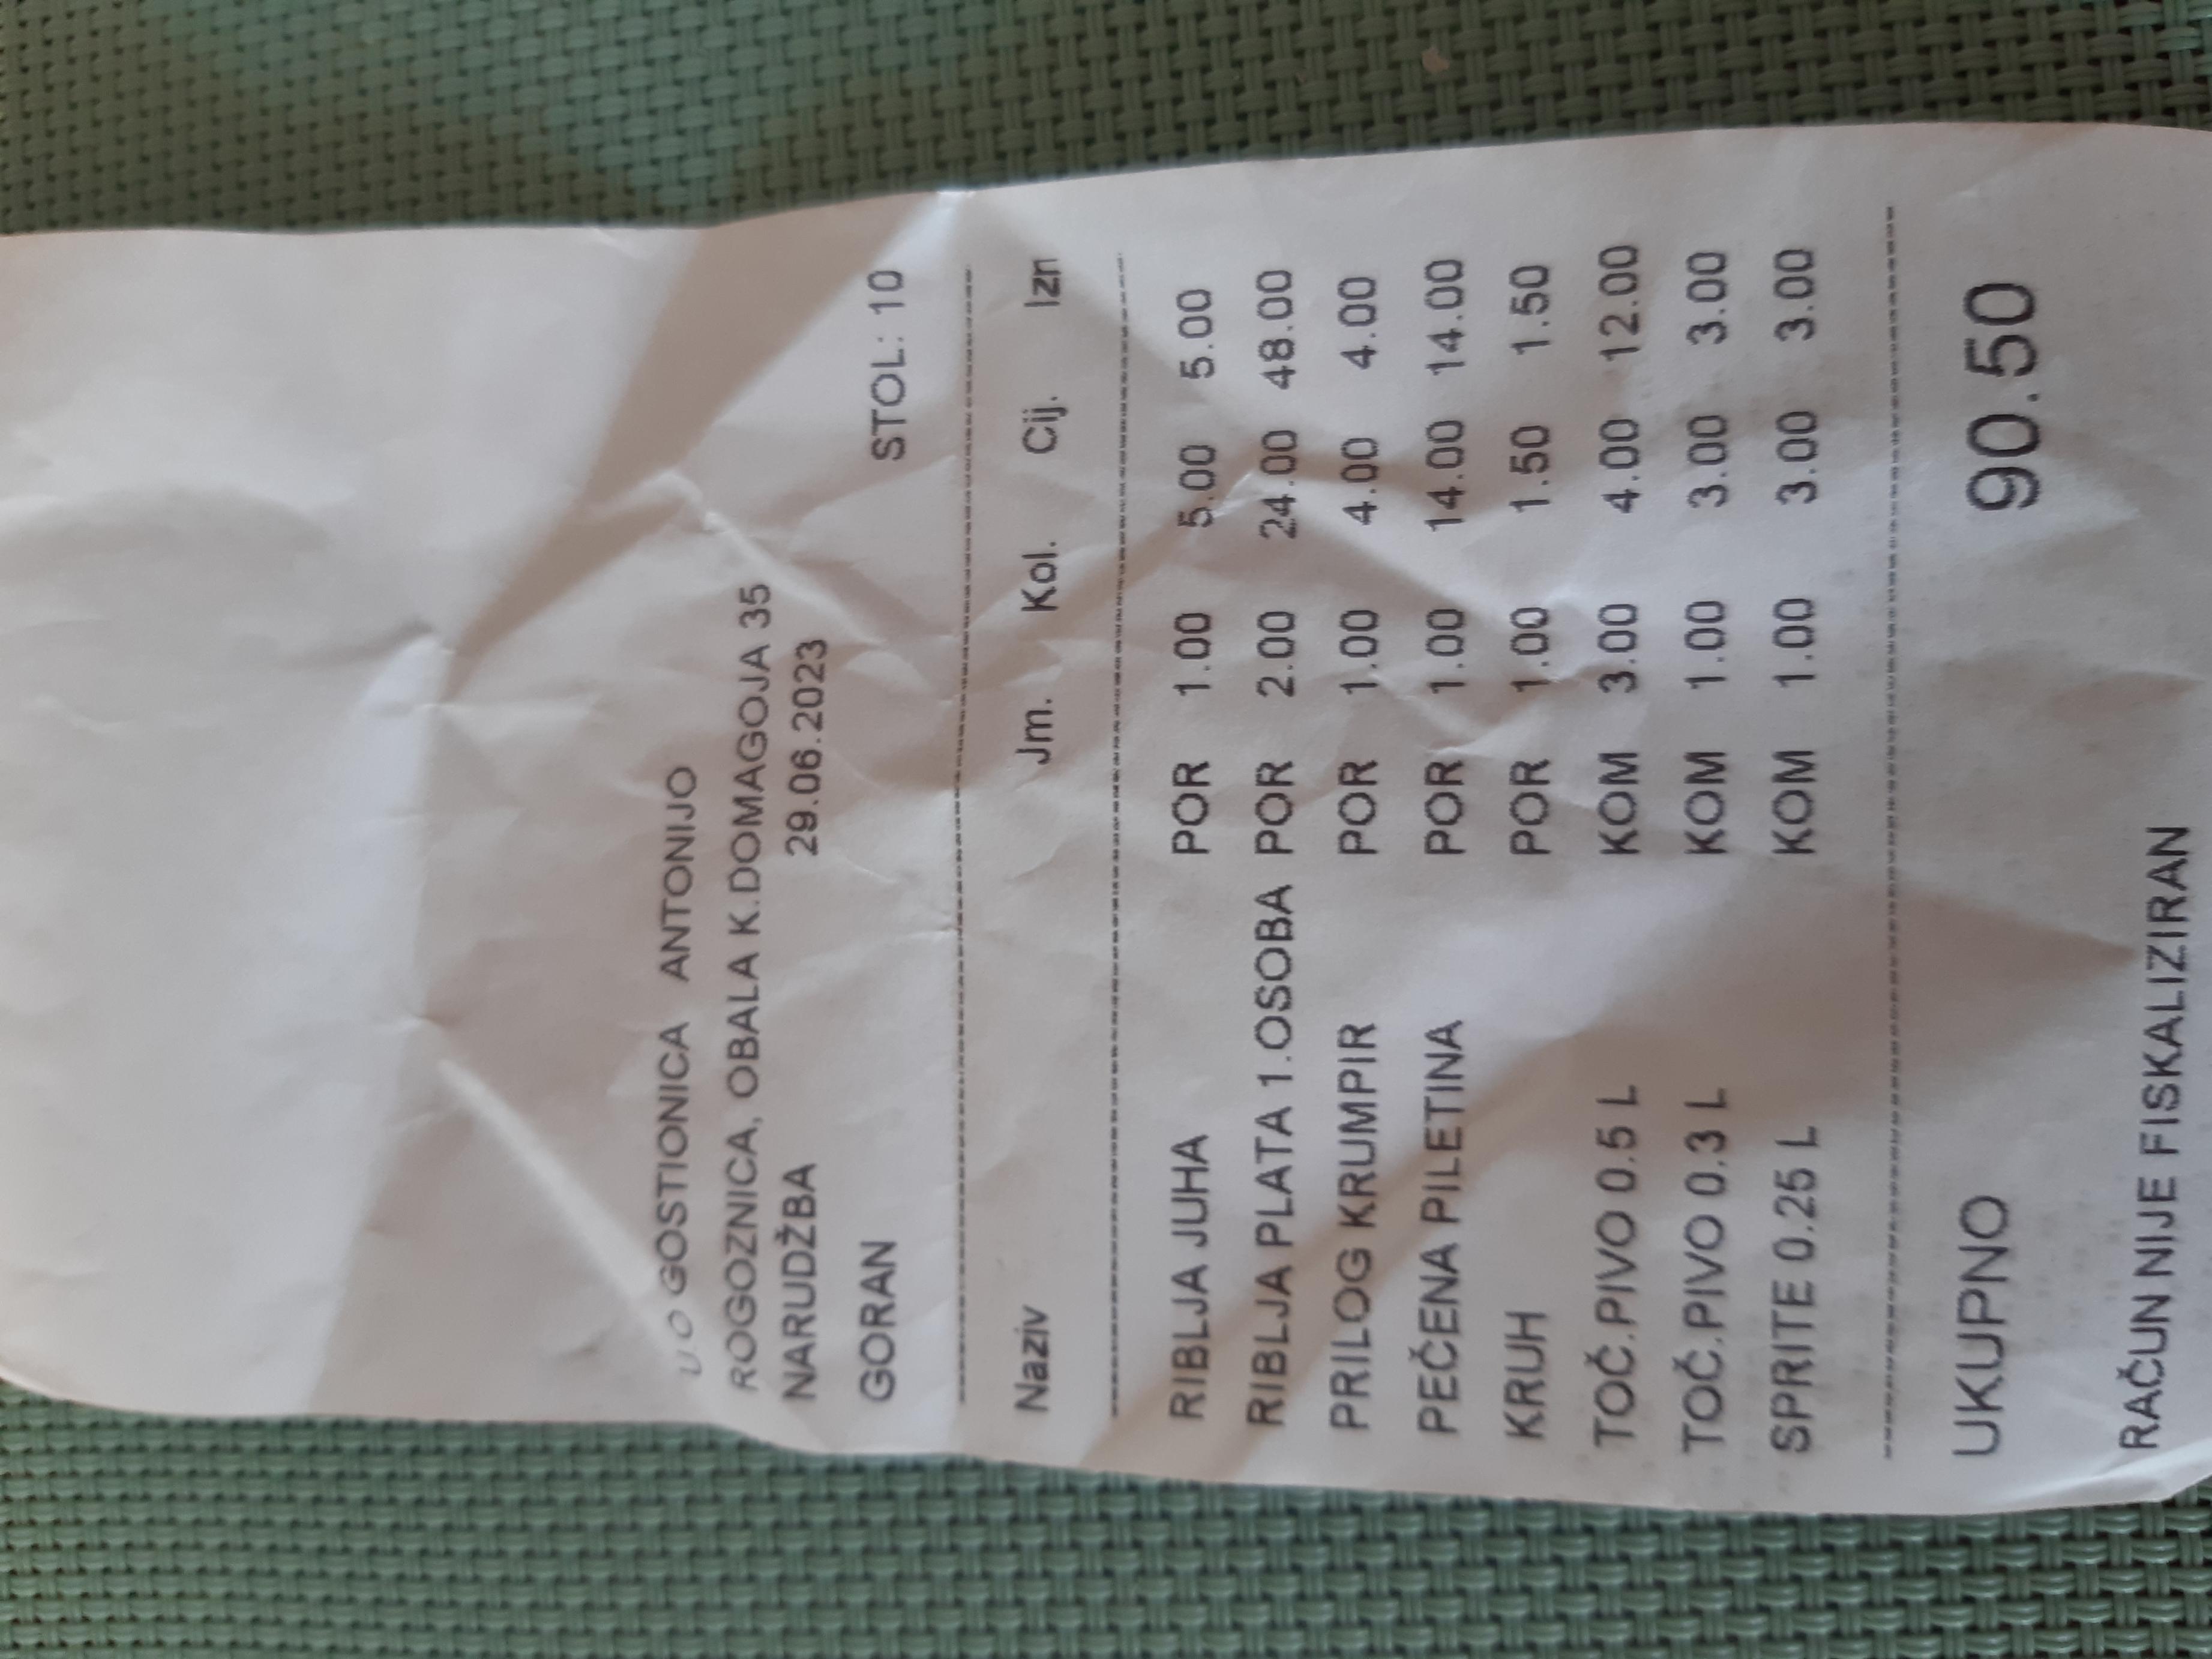 U O GOSTIONICA ANTONIJO
ROGOZNICA, OBALA K.DOMAGOJA 35
NARUDŽBA 29.06.2023
GORAN STOL: 10
Naziv Jm. Kol. Cij. Izn
RIBLJA JUHA POR 1.00 5.00 5.00
RIBLJA PLATA 1.OSOBA POR 2.00 24.00 48.00
PRILOG KRUMPIR POR 1.00 4.00 4.00
PEČENA PILETINA POR 1.00 14.00 14.00
KRUH POR 1.00 1.50 1.50
TOČ.PIVO 0.5 L KOM 3.00 4.00 12.00
TOČ.PIVO 0.3 L KOM 1.00 3.00 3.00
SPRITE 0.25 L KOM 1.00 3.00 3.00
UKUPNO 90.50
RAČUN NIJE FISKALIZIRAN